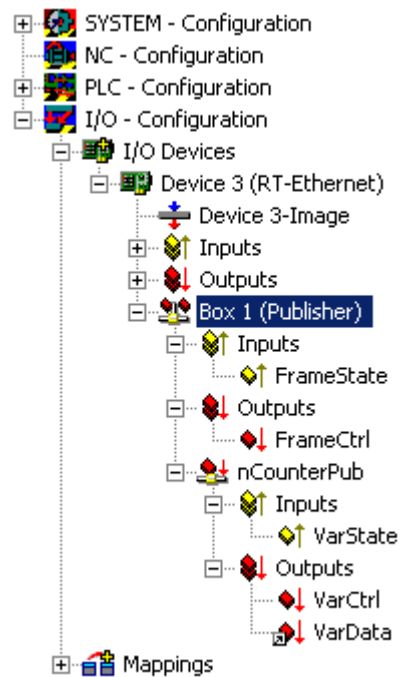 SYSTEM - Configuration
NC - Configuration
PLC - Configuration
I/O - Configuration
I/O Devices
Device 3 (RT-Ethernet)
Device 3-Image
Inputs
Outputs
Box 1 (Publisher)
Inputs
FrameState
Outputs
FrameCtrl
nCounterPub
Inputs
VarState
Outputs
VarCtrl
VarData
Mappings